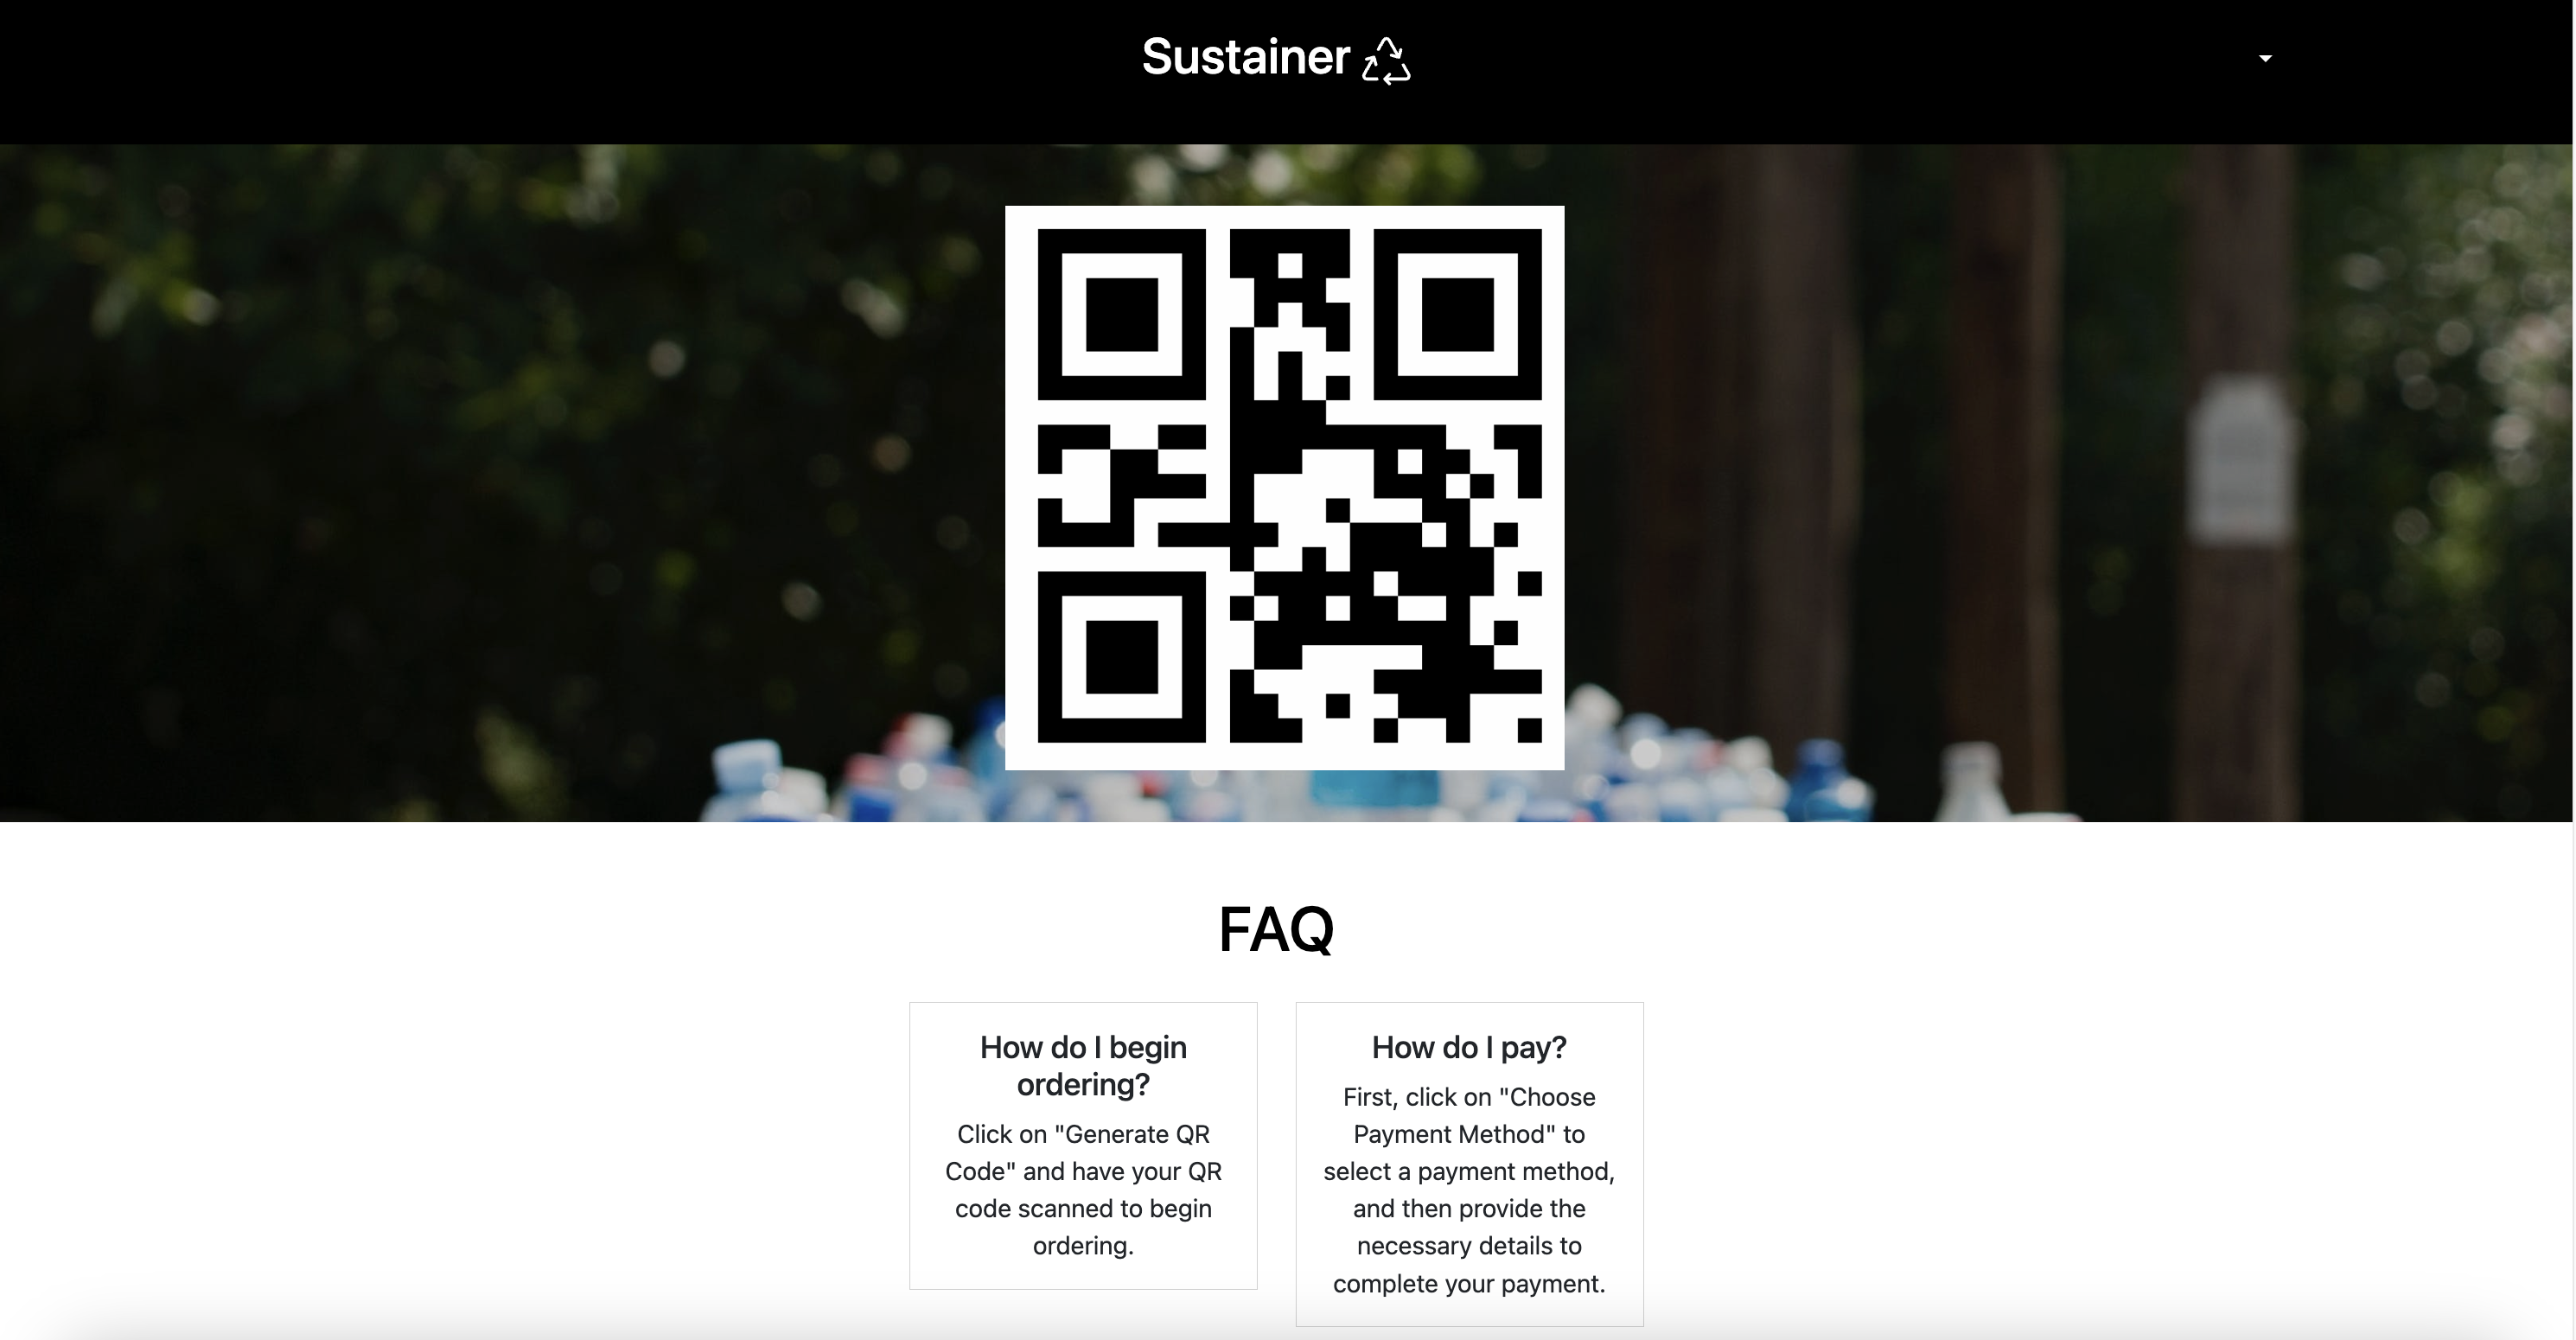 Sustainer
FAQ
How do I begin
ordering?
Click on "Generate QR
Code" and have your QR
code scanned to begin
ordering.
How do I pay?
First, click on "Choose
Payment Method" to
select a payment method,
and then provide the
necessary details to
complete your payment.